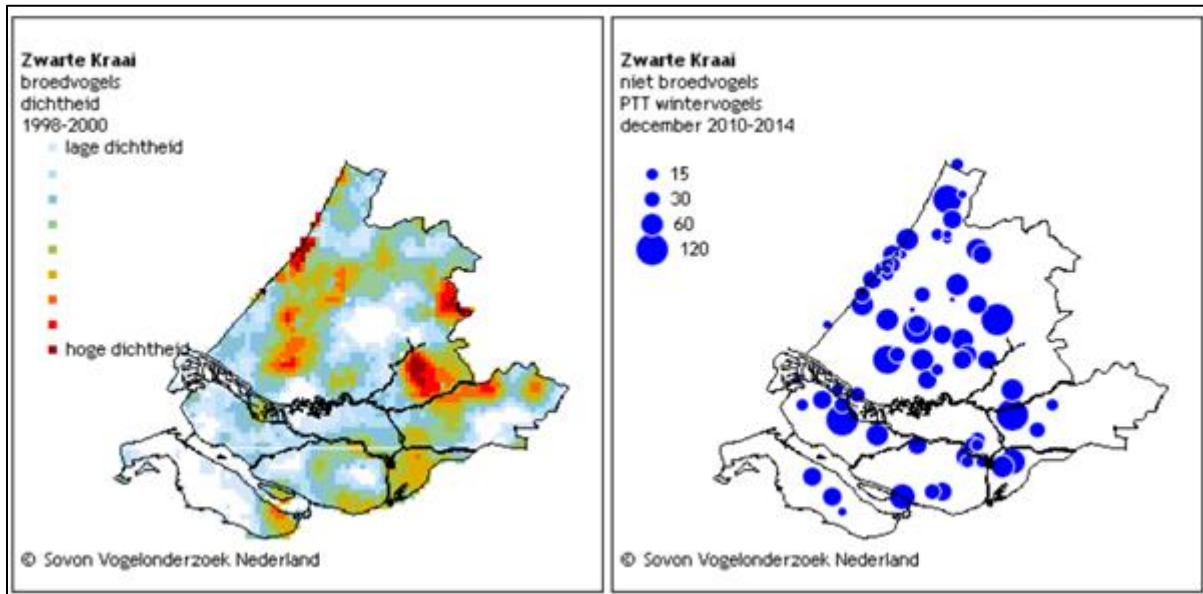 Zwarte Kraai
broedvogels
dichtheid
1998-2000
lage dichtheid
hoge dichtheid
© Sovon Vogelonderzoek Nederland
Zwarte Kraai
niet broedvogels
PTT wintervogels
december 2010-2014
15
30
60
120
© Sovon Vogelonderzoek Nederland